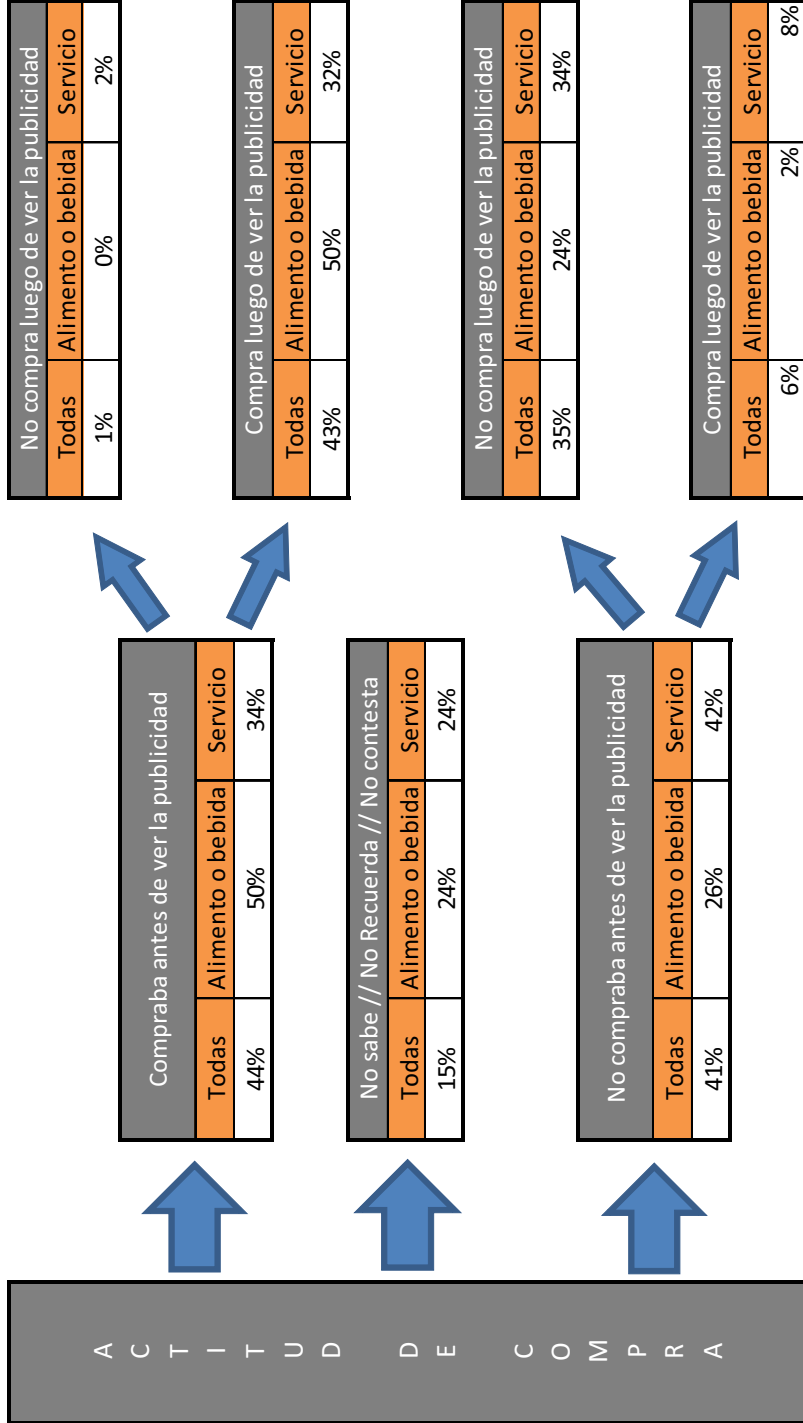 ACTITUD DE COMPRA
Compraba antes de ver la publicidad
Todas Alimento o bebida Servicio
44% 50% 34%
No sabe // No Recuerda // No contesta
Todas Alimento o bebida Servicio
15% 24% 24%
No compraba antes de ver la publicidad
Todas Alimento o bebida Servicio
41% 26% 42%
No compra luego de ver la publicidad
Todas Alimento o bebida Servicio
1% 0% 2%
Compra luego de ver la publicidad
Todas Alimento o bebida Servicio
43% 50% 32%
No compra luego de ver la publicidad
Todas Alimento o bebida Servicio
35% 24% 34%
Compra luego de ver la publicidad
Todas Alimento o bebida Servicio
6% 2% 8%